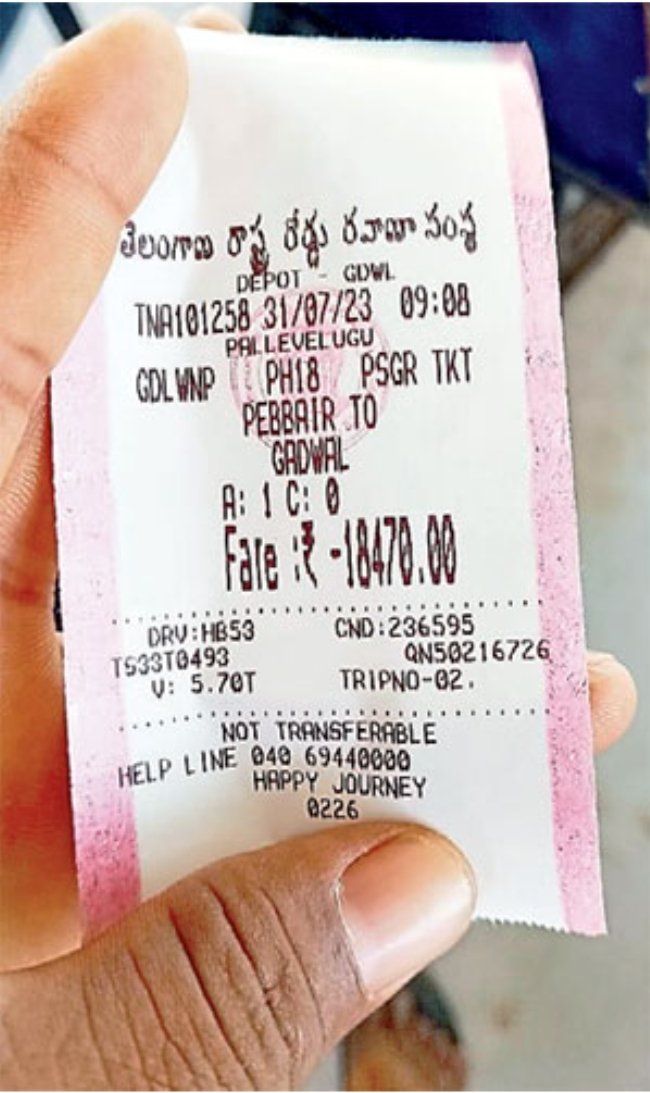 తెలంగాణ రాష్ట్ర రోడ్డు రవాణా సంస్థ
DEPOT - GDWL
TNA101258 31/07/23 09:08
PALLEVELUGU
GDLWNP PH18 PSGR TKT
PEBBAIR TO
GADWAL
A: 1 C: 0
Fare :₹ -18470.00
DRV:HB53 CND:236595
TS33T0493 QN50216726
V: 5.70T TRIPNO-02.
NOT TRANSFERABLE
HELP LINE 040 69440000
HAPPY JOURNEY
0226